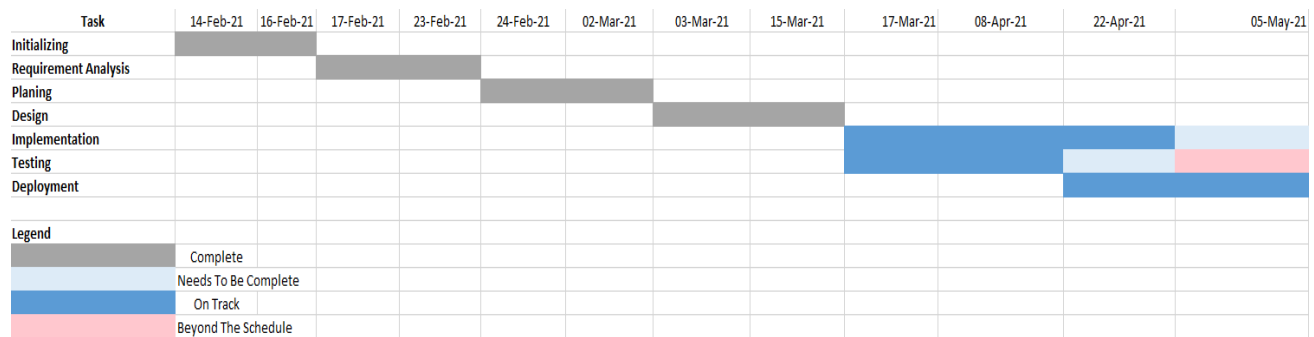 Task 14-Feb-21 16-Feb-21 17-Feb-21 23-Feb-21 24-Feb-21 02-Mar-21 03-Mar-21 15-Mar-21 17-Mar-21 08-Apr-21 22-Apr-21 05-May-21
Initializing
Requirement Analysis
Planing
Design
Implementation
Testing
Deployment
Legend
Complete
Needs To Be Complete
On Track
Beyond The Schedule